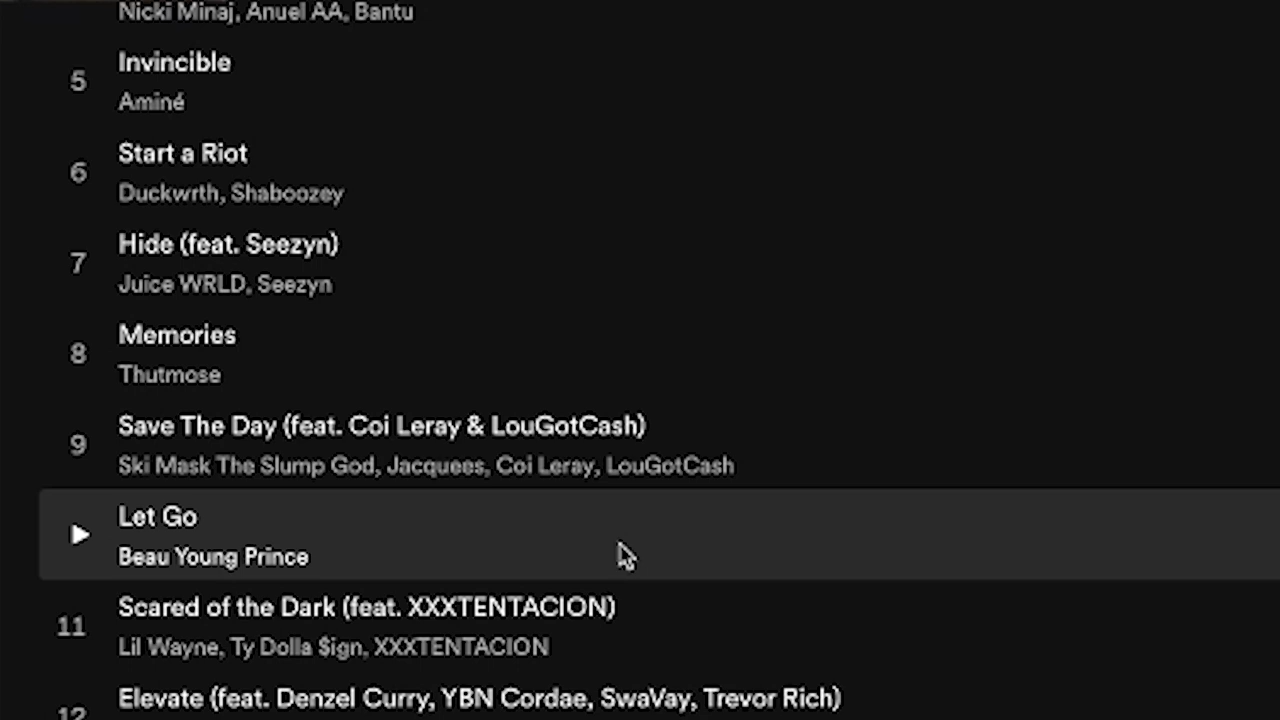 Nicki Minaj, Anuel AA, Bantu
5
Invincible
Aminé
6
Start a Riot
Duckwrth, Shaboozey
7
Hide (feat. Seezyn)
Juice WRLD, Seezyn
8
Memories
Thutmose
9
Save The Day (feat. Coi Leray & LouGotCash)
Ski Mask The Slump God, Jacquees, Coi Leray, LouGotCash
Let Go
Beau Young Prince
11
Scared of the Dark (feat. XXXTENTACION)
Lil Wayne, Ty Dolla $ign, XXXTENTACION
12
Elevate (feat. Denzel Curry, YBN Cordae, SwaVay, Trevor Rich)